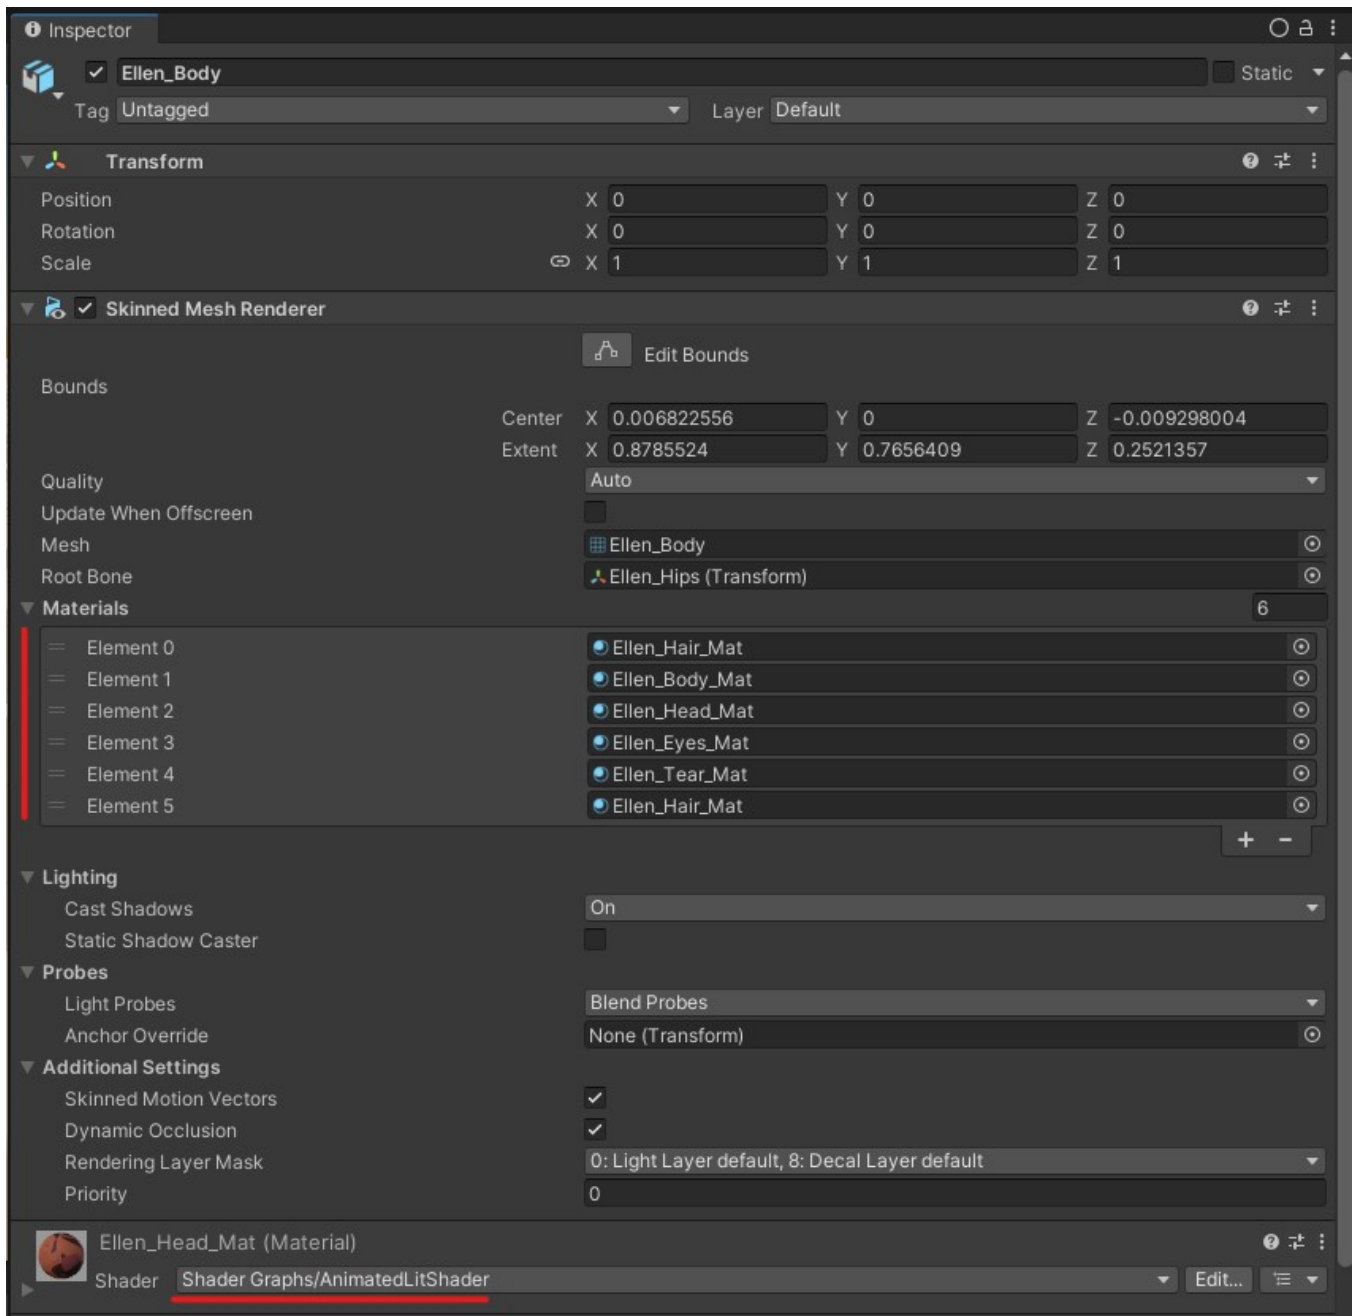 Inspector
Ellen_Body Static
Tag Untagged Layer Default
Transform
Position X 0 Y 0 Z 0
Rotation X 0 Y 0 Z 0
Scale X 1 Y 1 Z 1
Skinned Mesh Renderer
Edit Bounds
Bounds
Center X 0.006822556 Y 0 Z -0.009298004
Extent X 0.8785524 Y 0.7656409 Z 0.2521357
Quality Auto
Update When Offscreen
Mesh Ellen_Body
Root Bone Ellen_Hips (Transform)
Materials 6
Element 0 Ellen_Hair_Mat
Element 1 Ellen_Body_Mat
Element 2 Ellen_Head_Mat
Element 3 Ellen_Eyes_Mat
Element 4 Ellen_Tear_Mat
Element 5 Ellen_Hair_Mat
+ -
Lighting
Cast Shadows On
Static Shadow Caster
Probes
Light Probes Blend Probes
Anchor Override None (Transform)
Additional Settings
Skinned Motion Vectors
Dynamic Occlusion
Rendering Layer Mask 0: Light Layer default, 8: Decal Layer default
Priority 0
Ellen_Head_Mat (Material)
Shader Shader Graphs/AnimatedLitShader Edit...